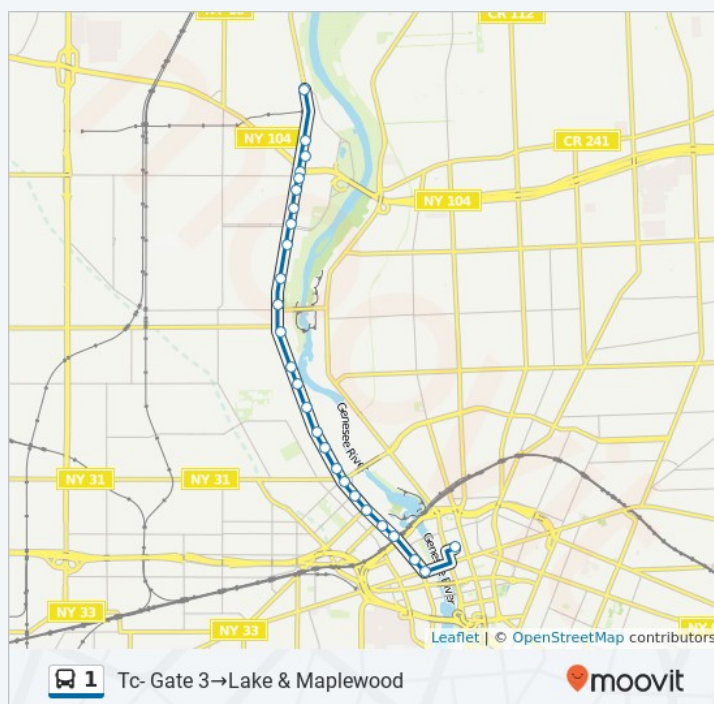 CR 112
NY 104
CR 241
NY 104
Genesee River
NY 31
NY 31
Genesee River
NY 33
NY 33
Leaflet | © OpenStreetMap contributors
1 Tc- Gate 3→Lake & Maplewood
moovit